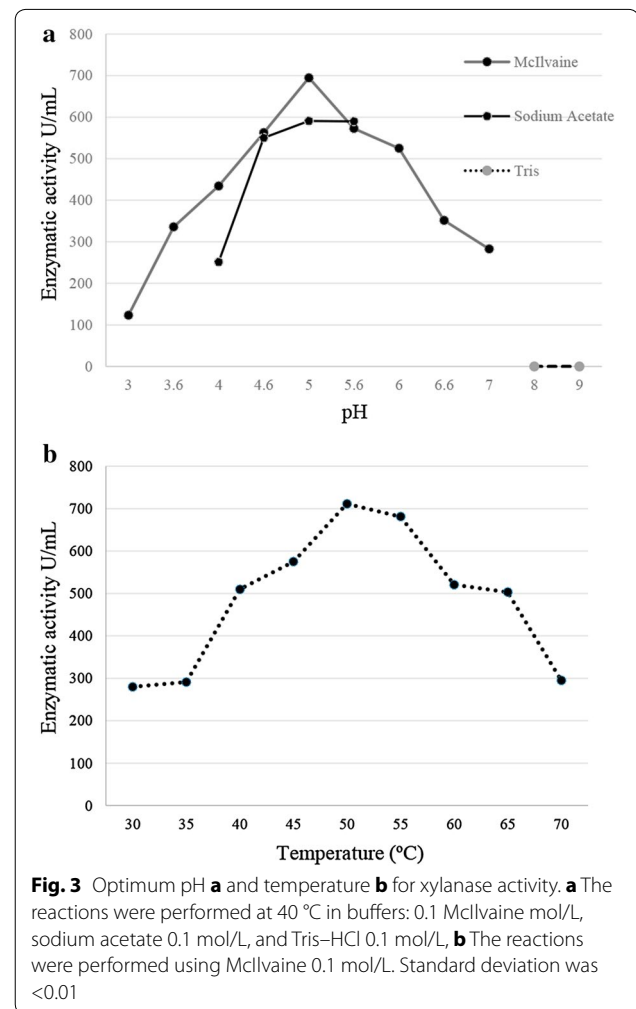 a
800
700
600
500
400
300
200
100
0
Enzymatic activity U/mL
McIlvaine
Sodium Acetate
Tris
3 3.6 4 4.6 5 5.6 6 6.6 7 8 9
pH
b
800
700
600
500
400
300
200
100
0
Enzymatic activity U/mL
30 35 40 45 50 55 60 65 70
Temperature (ºC)
Fig. 3 Optimum pH a and temperature b for xylanase activity. a The
reactions were performed at 40 °C in buffers: 0.1 McIlvaine mol/L,
sodium acetate 0.1 mol/L, and Tris–HCl 0.1 mol/L, b The reactions
were performed using McIlvaine 0.1 mol/L. Standard deviation was
<0.01